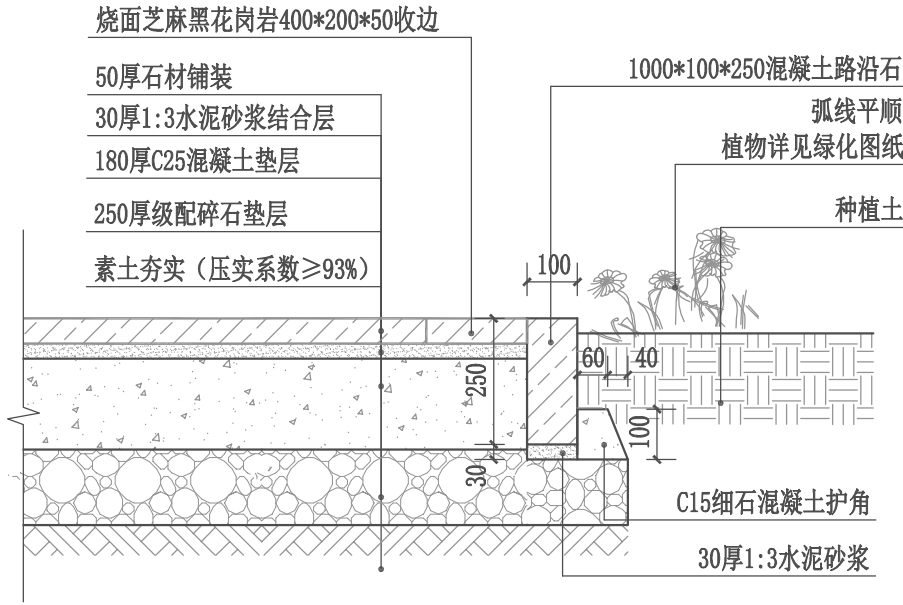 烧面芝麻黑花岗岩400*200*50收边
50厚石材铺装
30厚1:3水泥砂浆结合层
180厚C25混凝土垫层
250厚级配碎石垫层
素土夯实（压实系数≥93%）
1000*100*250混凝土路沿石
弧线平顺
植物详见绿化图纸
种植土
100
60
40
250
100
30
C15细石混凝土护角
30厚1:3水泥砂浆